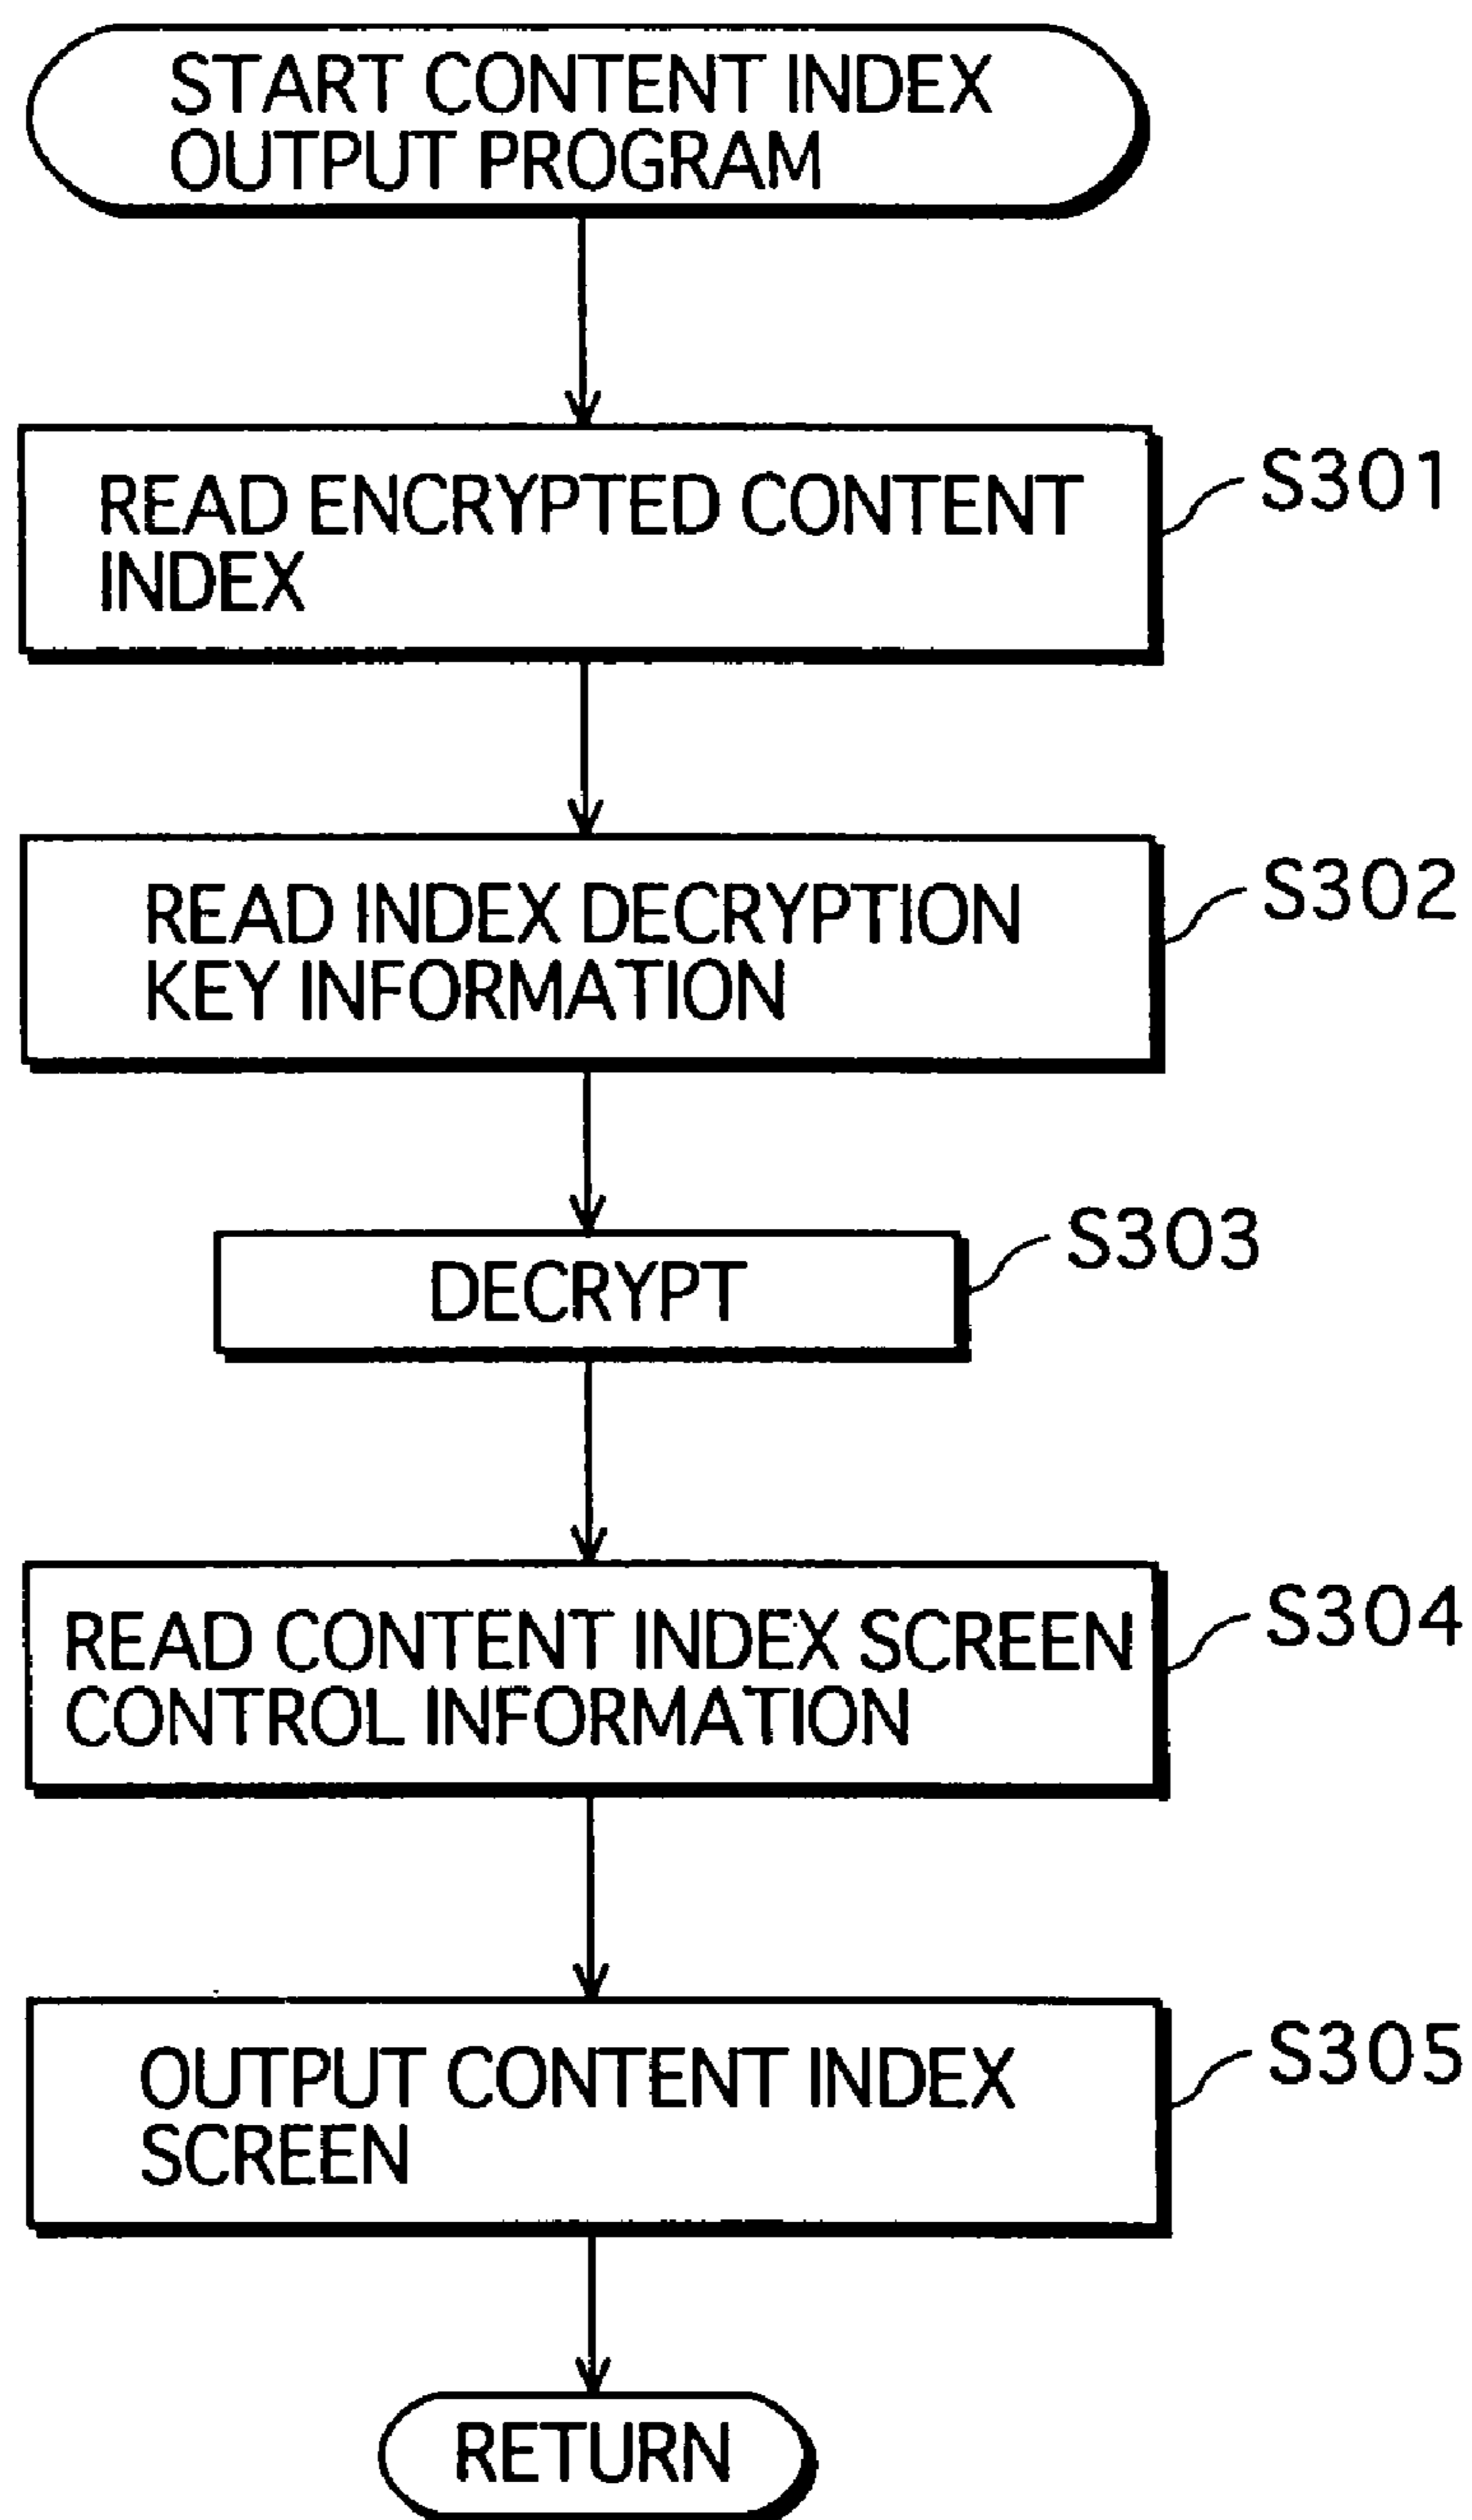 START CONTENT INDEX
OUTPUT PROGRAM
READ ENCRYPTED CONTENT
INDEX
S301
READ INDEX DECRYPTION
KEY INFORMATION
S302
DECRYPT
S303
READ CONTENT INDEX SCREEN
CONTROL INFORMATION
S304
OUTPUT CONTENT INDEX
SCREEN
S305
RETURN